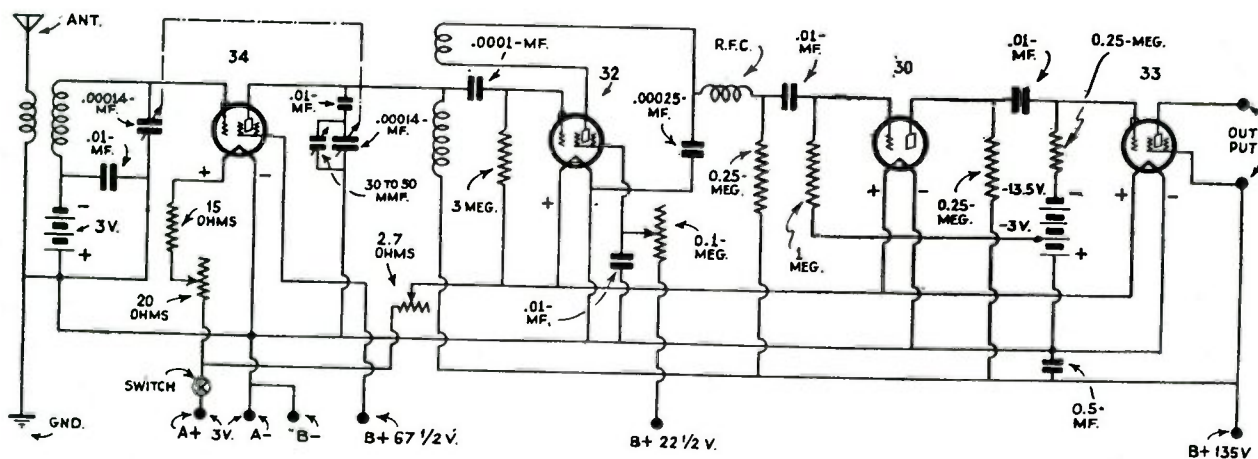 ANT.
34
.00014-
MF.
.01-
MF.
3V.
+
-
-
+
15
OHMS
20
OHMS
SWITCH
GND.
A+
3V.
A-
"B-
B+ 67 1/2 V.
.01-
MF.
.00014-
MF.
30 TO 50
MMF.
2.7
OHMS
.0001-MF.
3 MEG.
32
+
.01-
MF.
0.1-
MEG.
B+ 22 1/2 V.
.00025-
MF.
R.F.C.
.01-
MF.
0.25-
MEG.
1
MEG.
30
+
-
.01-
MF.
0.25-MEG.
0.25-
MEG.
-
-13.5V.
-3V.
+
33
+
-
OUT
PUT
0.5-
MF.
B+ 135V